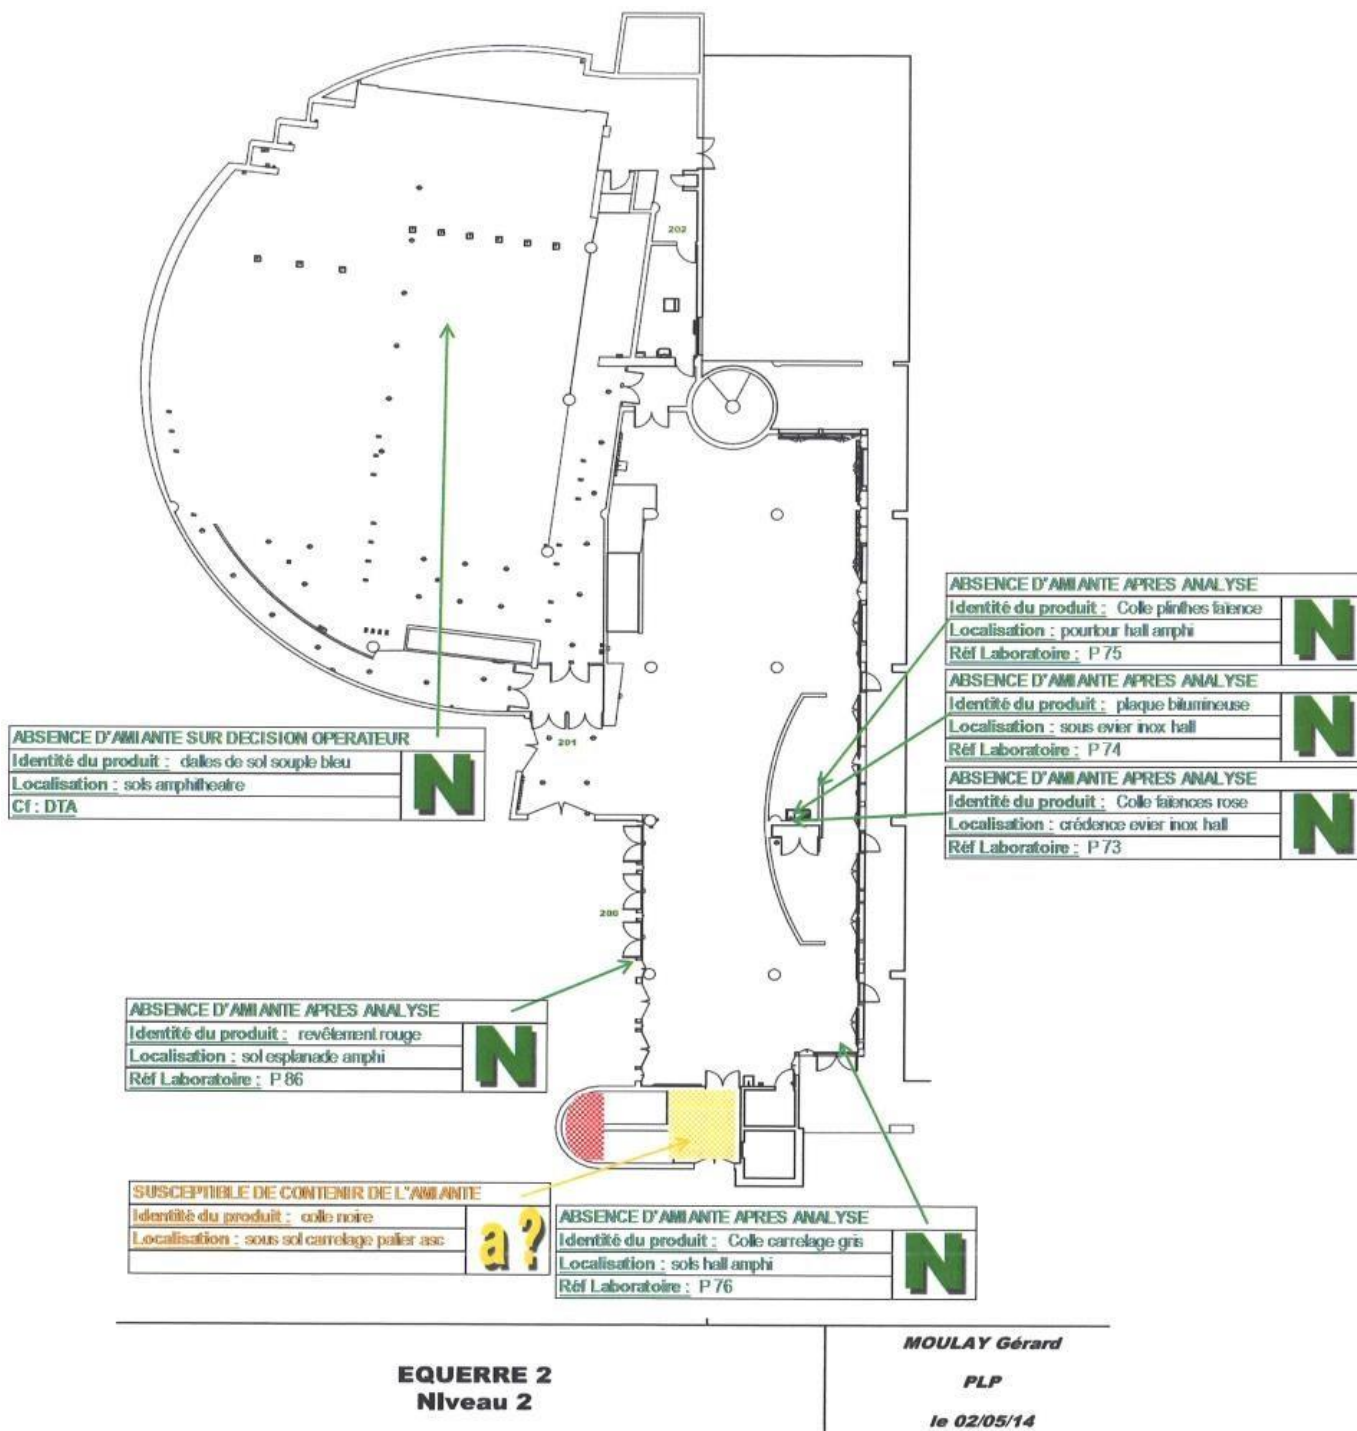 202
ABSENCE D'AMIANTE APRES ANALYSE
Identité du produit : Colle plinthes faïence
Localisation : pourtour hall amphi
Réf Laboratoire : P 75
N
ABSENCE D'AMIANTE APRES ANALYSE
Identité du produit : plaque bitumineuse
Localisation : sous evier inox hall
Réf Laboratoire : P 74
N
ABSENCE D'AMIANTE APRES ANALYSE
Identité du produit : Colle faïences rose
Localisation : crédence evier inox hall
Réf Laboratoire : P 73
N
ABSENCE D'AMIANTE SUR DECISION OPERATEUR
Identité du produit : dalles de sol souple bleu
Localisation : sols amphitheatre
Cf : DTA
N
201
200
ABSENCE D'AMIANTE APRES ANALYSE
Identité du produit : revêtement rouge
Localisation : sol esplanade amphi
Réf Laboratoire : P 86
N
SUSCEPTIBLE DE CONTENIR DE L'AMIANTE
Identité du produit : colle noire
Localisation : sous sol carrelage palier asc
a?
ABSENCE D'AMIANTE APRES ANALYSE
Identité du produit : Colle carrelage gris
Localisation : sols hall amphi
Réf Laboratoire : P 76
N
EQUERRE 2
NIveau 2
MOULAY Gérard
PLP
le 02/05/14